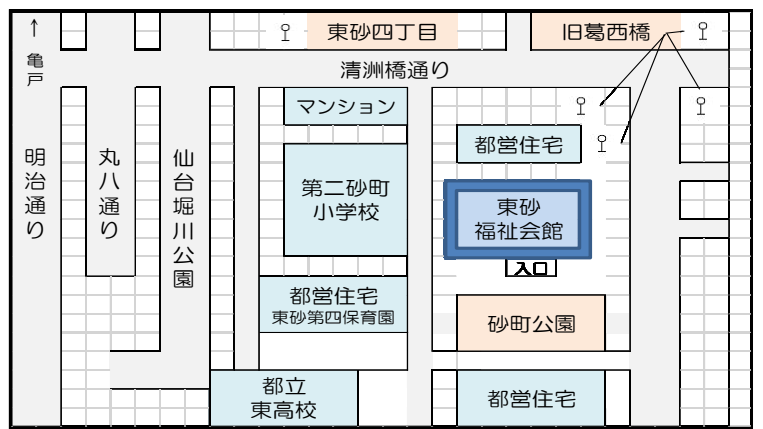 ↑
亀戸
明治通り
丸八通り
仙台堀川公園
東砂四丁目
旧葛西橋
清洲橋通り
マンション
都営住宅
第二砂町
小学校
東砂
福祉会館
入口
都営住宅
東砂第四保育園
砂町公園
都立
東高校
都営住宅